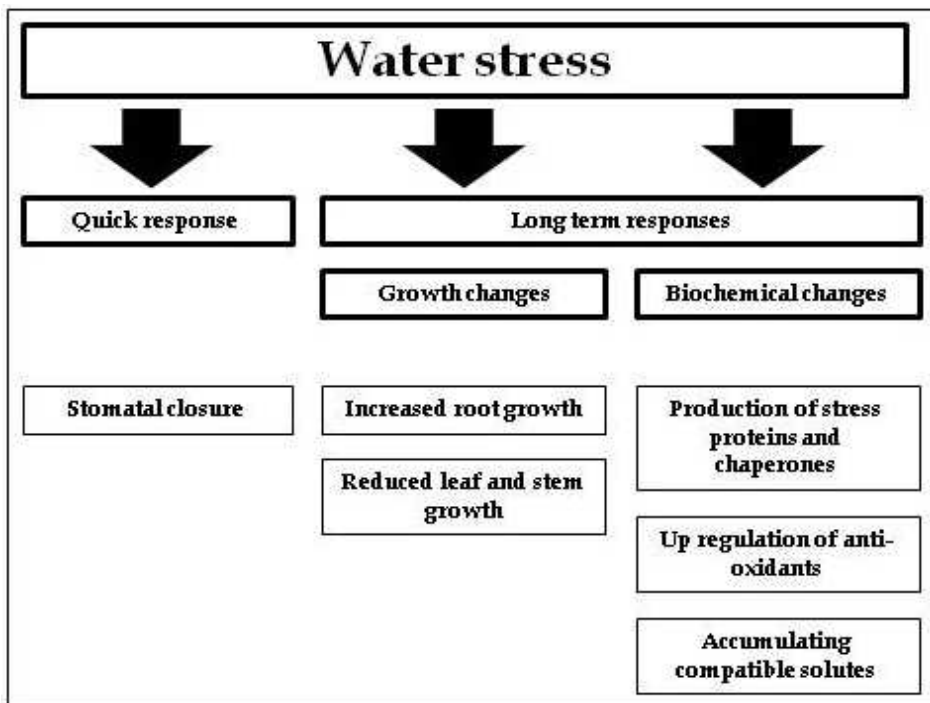 Water stress
Quick response
Long term responses
Growth changes
Biochemical changes
Stomatal closure
Increased root growth
Reduced leaf and stem
growth
Production of stress
proteins and
chaperones
Up regulation of anti-
oxidants
Accumulating
compatible solutes